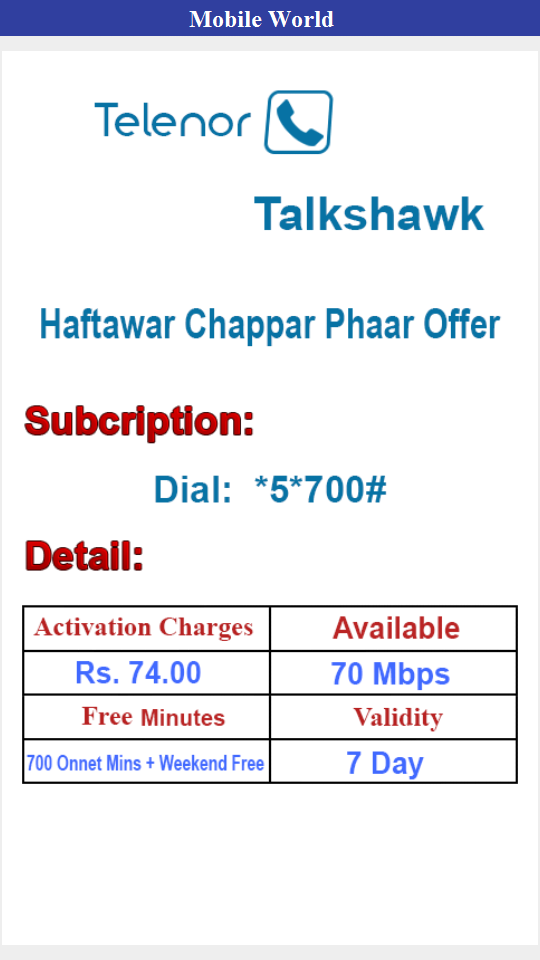 Mobile World
Telenor
Talkshawk
Haftawar Chappar Phaar Offer
Subcription:
Dial: *5*700#
Detail:
Activation Charges Available
Rs. 74.00 70 Mbps
Free Minutes Validity
700 Onnet Mins + Weekend Free 7 Day